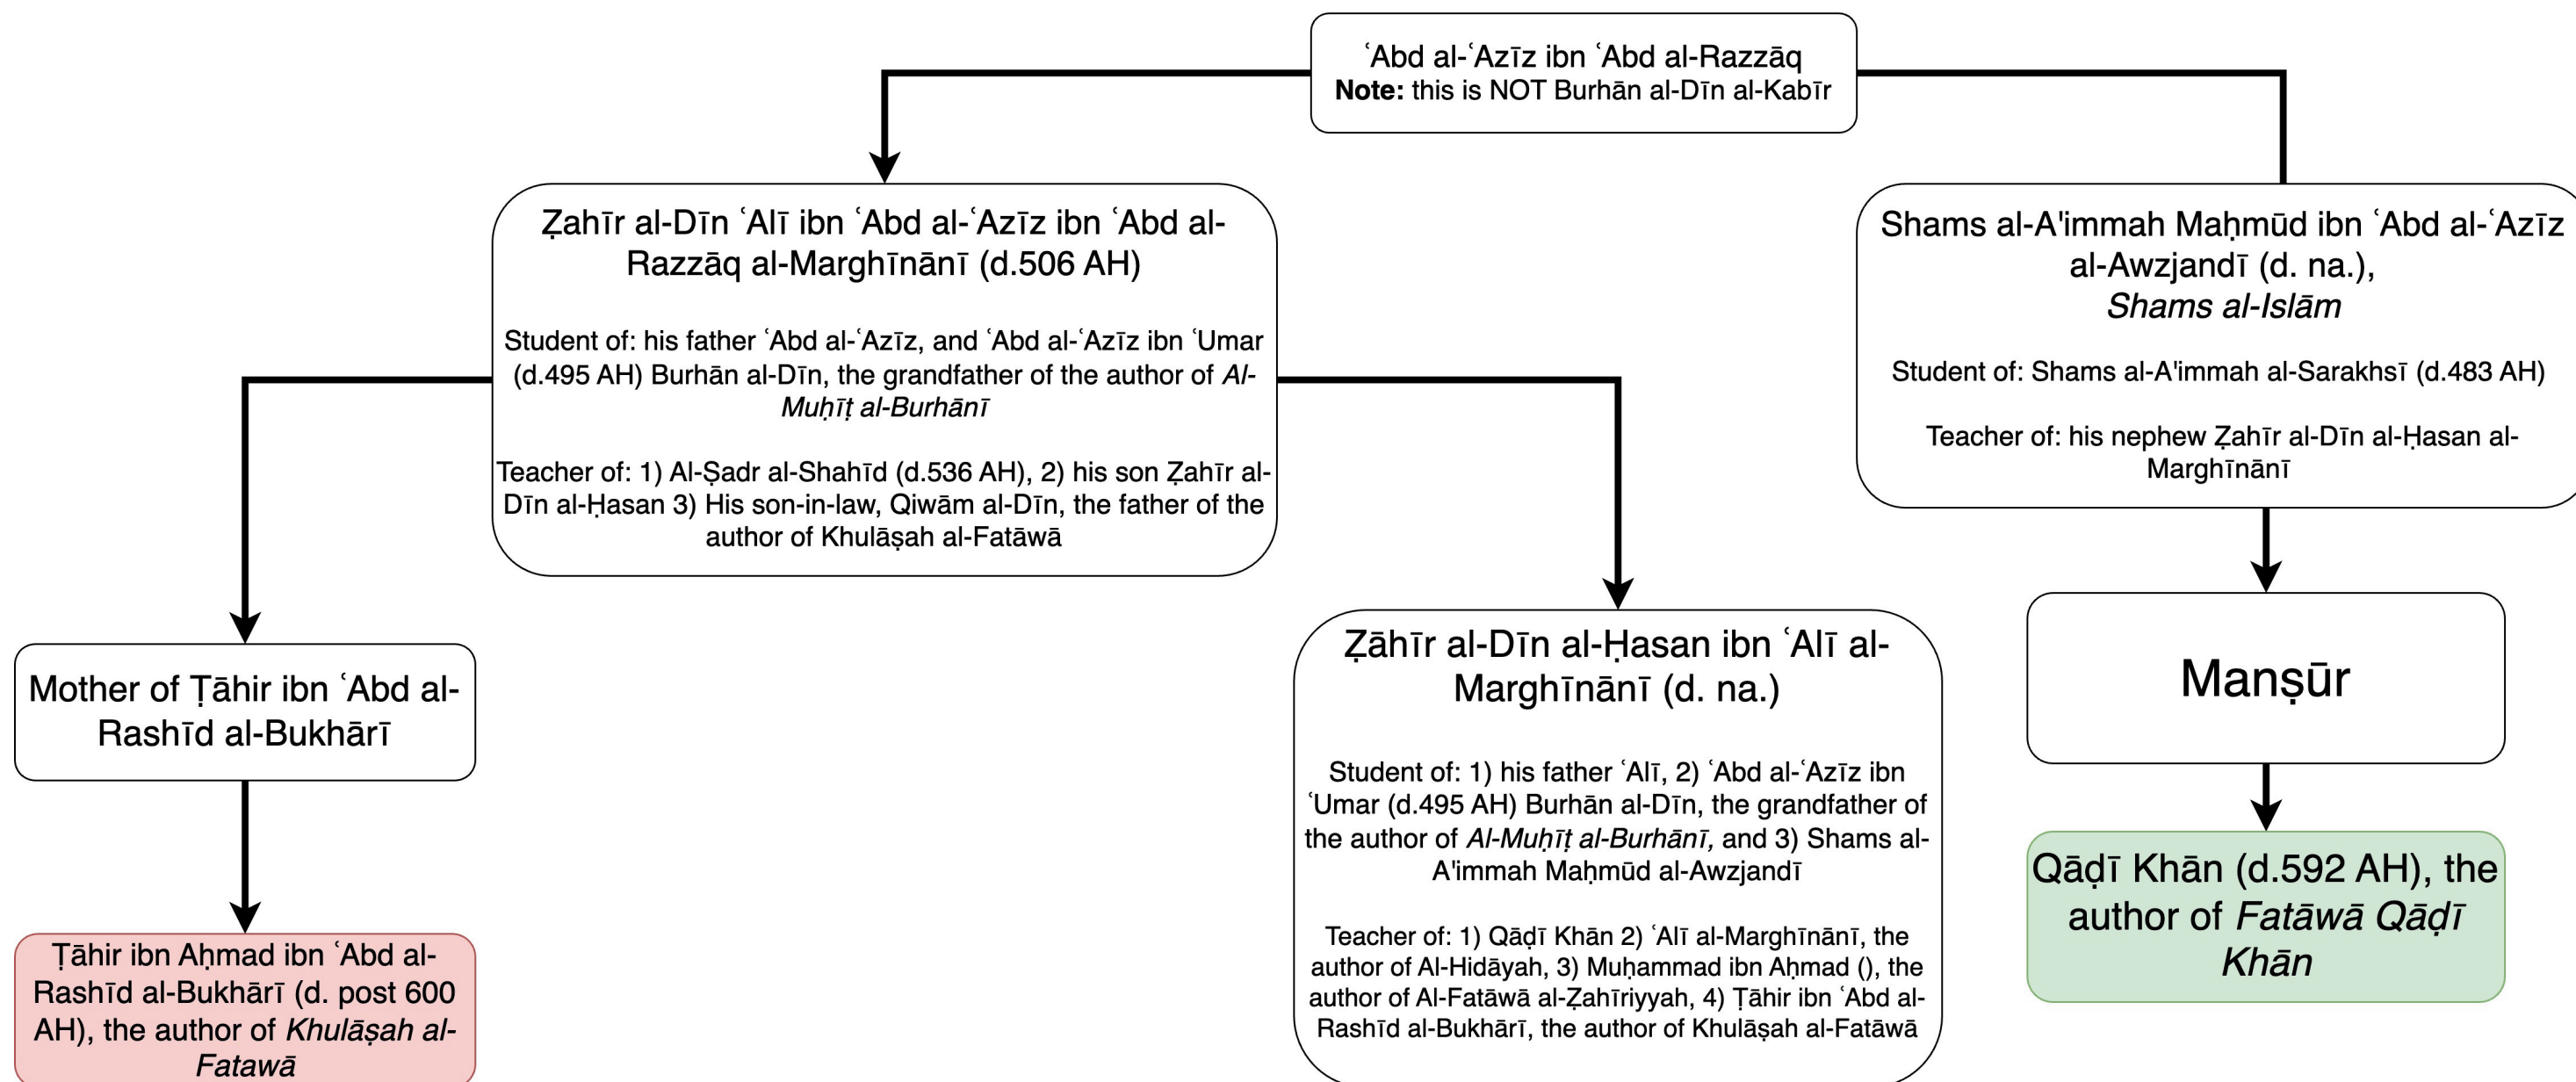 ʿAbd al-ʿAzīz ibn ʿAbd al-Razzāq
Note: this is NOT Burhān al-Dīn al-Kabīr
Ẓahīr al-Dīn ʿAlī ibn ʿAbd al-ʿAzīz ibn ʿAbd al-
Razzāq al-Marghīnānī (d.506 AH)
Student of: his father ʿAbd al-ʿAzīz, and ʿAbd al-ʿAzīz ibn ʿUmar
(d.495 AH) Burhān al-Dīn, the grandfather of the author of Al-
Muḥīṭ al-Burhānī
Teacher of: 1) Al-Ṣadr al-Shahīd (d.536 AH), 2) his son Ẓahīr al-
Dīn al-Ḥasan 3) His son-in-law, Qiwām al-Dīn, the father of the
author of Khulāṣah al-Fatāwā
Shams al-A'immah Maḥmūd ibn ʿAbd al-ʿAzīz
al-Awzjandī (d. na.),
Shams al-Islām
Student of: Shams al-A'immah al-Sarakhsī (d.483 AH)
Teacher of: his nephew Ẓahīr al-Dīn al-Ḥasan al-
Marghīnānī
Mother of Ṭāhir ibn ʿAbd al-
Rashīd al-Bukhārī
Ẓāhīr al-Dīn al-Ḥasan ibn ʿAlī al-
Marghīnānī (d. na.)
Student of: 1) his father ʿAlī, 2) ʿAbd al-ʿAzīz ibn
ʿUmar (d.495 AH) Burhān al-Dīn, the grandfather of
the author of Al-Muḥīṭ al-Burhānī, and 3) Shams al-
A'immah Maḥmūd al-Awzjandī
Teacher of: 1) Qāḍī Khān 2) ʿAlī al-Marghīnānī, the
author of Al-Hidāyah, 3) Muḥammad ibn Aḥmad (), the
author of Al-Fatāwā al-Ẓahīriyyah, 4) Ṭāhir ibn ʿAbd al-
Rashīd al-Bukhārī, the author of Khulāṣah al-Fatāwā
Manṣūr
Ṭāhir ibn Aḥmad ibn ʿAbd al-
Rashīd al-Bukhārī (d. post 600
AH), the author of Khulāṣah al-
Fatawā
Qāḍī Khān (d.592 AH), the
author of Fatāwā Qāḍī
Khān